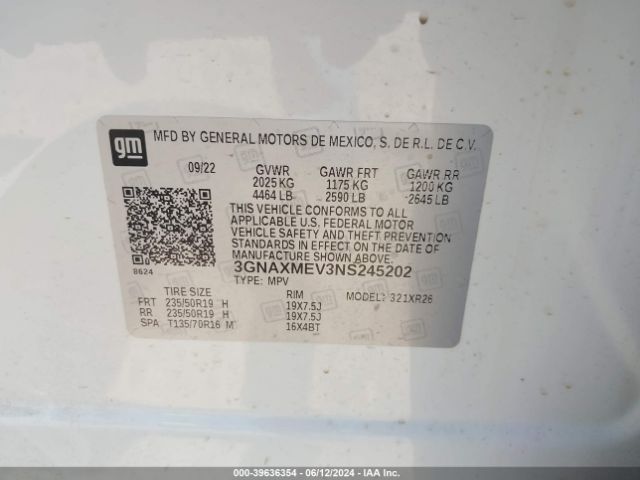 gm
MFD BY GENERAL MOTORS DE MEXICO, S. DE R.L. DE C.V.
09/22 GVWR GAWR FRT GAWR RR
2025 KG 1175 KG 1200 KG
4464 LB 2590 LB 2645 LB
THIS VEHICLE CONFORMS TO ALL
APPLICABLE U.S. FEDERAL MOTOR
VEHICLE SAFETY AND THEFT PREVENTION
STANDARDS IN EFFECT ON THE DATE OF
MANUFACTURE SHOWN ABOVE.
8624 3GNAXMEV3NS245202
TYPE: MPV
TIRE SIZE RIM MODEL: 321XR26
FRT 235/50R19 H 19X7.5J
RR 235/50R19 H 19X7.5J
SPA T135/70R16 M 16X4BT
000-39636354 / 06/12/2024 - IAA Inc.